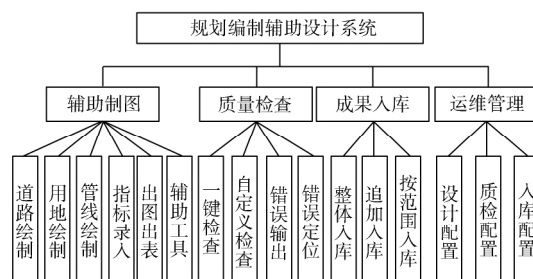 规划编制辅助设计系统
辅助制图
质量检查
成果入库
运维管理
道路绘制
用地绘制
管线绘制
指标录入
出图出表
辅助工具
一键检查
自定义检查
错误输出
错误定位
整体入库
追加入库
按范围入库
设计配置
质检配置
入库配置